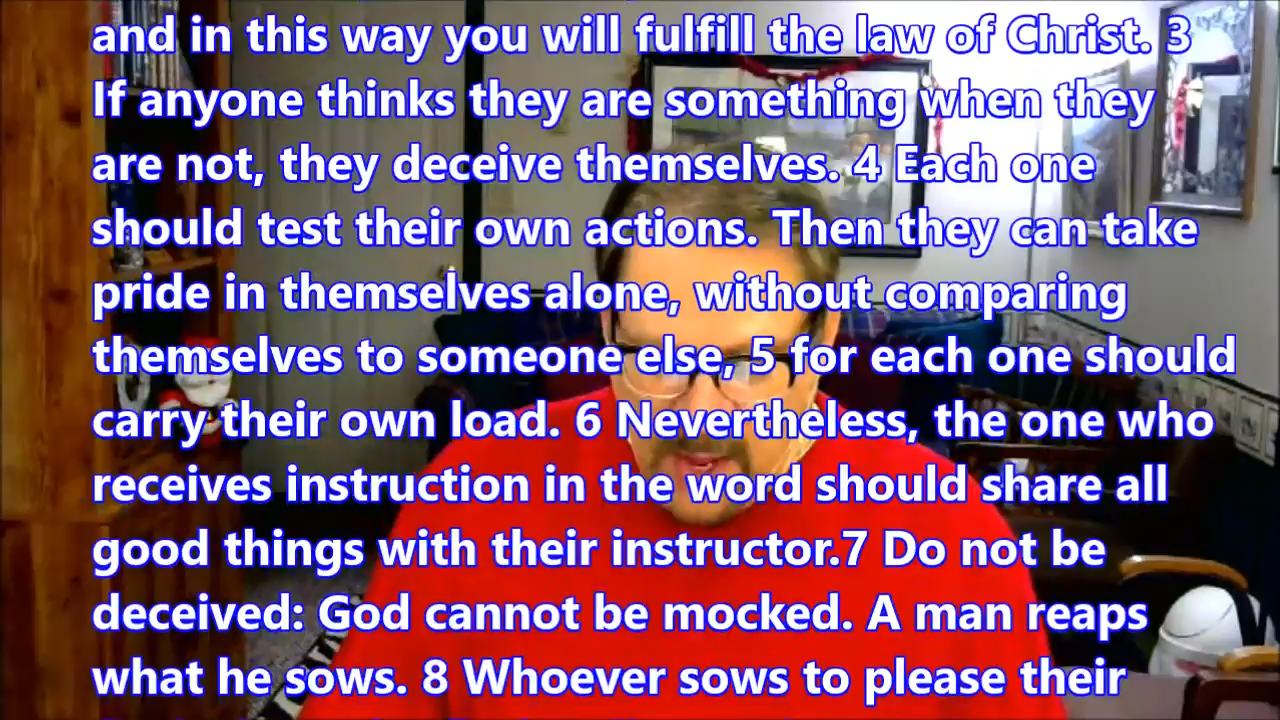 and in this way you will fulfill the law of Christ. 3
If anyone thinks they are something when they
are not, they deceive themselves. 4 Each one
should test their own actions. Then they can take
pride in themselves alone, without comparing
themselves to someone else, 5 for each one should
carry their own load. 6 Nevertheless, the one who
receives instruction in the word should share all
good things with their instructor.7 Do not be
deceived: God cannot be mocked. A man reaps
what he sows. 8 Whoever sows to please their